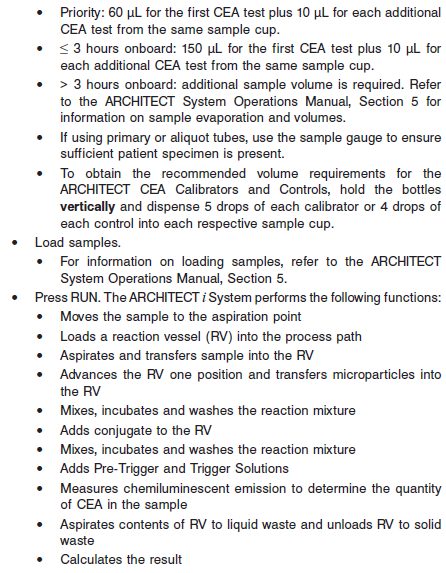 • Priority: 60 μL for the first CEA test plus 10 μL for each additional
CEA test from the same sample cup.
• ≤ 3 hours onboard: 150 μL for the first CEA test plus 10 μL for
each additional CEA test from the same sample cup.
• > 3 hours onboard: additional sample volume is required. Refer
to the ARCHITECT System Operations Manual, Section 5 for
information on sample evaporation and volumes.
• If using primary or aliquot tubes, use the sample gauge to ensure
sufficient patient specimen is present.
• To obtain the recommended volume requirements for the
ARCHITECT CEA Calibrators and Controls, hold the bottles
vertically and dispense 5 drops of each calibrator or 4 drops of
each control into each respective sample cup.
• Load samples.
• For information on loading samples, refer to the ARCHITECT
System Operations Manual, Section 5.
• Press RUN. The ARCHITECT i System performs the following functions:
• Moves the sample to the aspiration point
• Loads a reaction vessel (RV) into the process path
• Aspirates and transfers sample into the RV
• Advances the RV one position and transfers microparticles into
the RV
• Mixes, incubates and washes the reaction mixture
• Adds conjugate to the RV
• Mixes, incubates and washes the reaction mixture
• Adds Pre-Trigger and Trigger Solutions
• Measures chemiluminescent emission to determine the quantity
of CEA in the sample
• Aspirates contents of RV to liquid waste and unloads RV to solid
waste
• Calculates the result